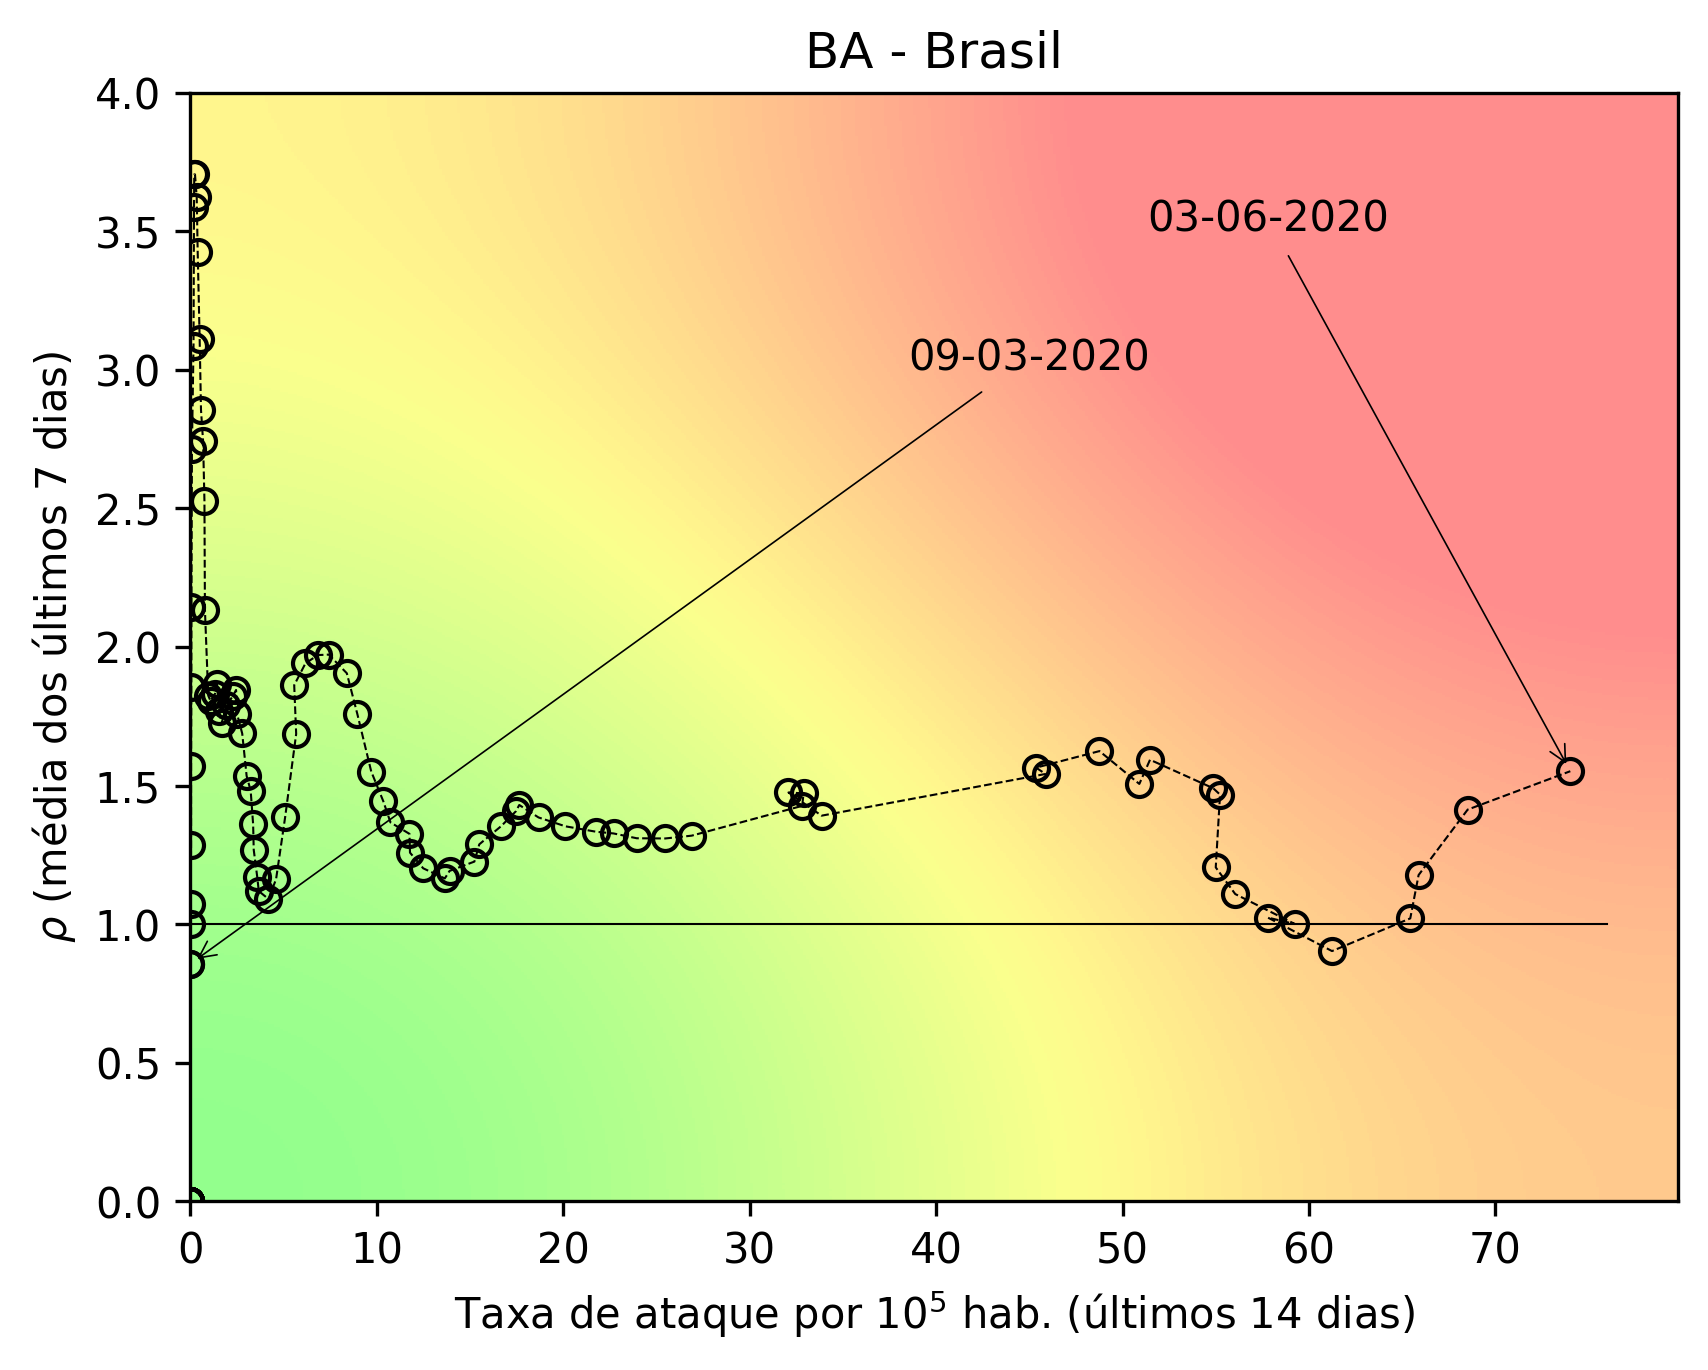 BA - Brasil
4.0
3.5
3.0
2.5
2.0
1.5
1.0
0.5
0.0
ρ (média dos últimos 7 dias)
03-06-2020
09-03-2020
0 10 20 30 40 50 60 70
Taxa de ataque por 10⁵ hab. (últimos 14 dias)